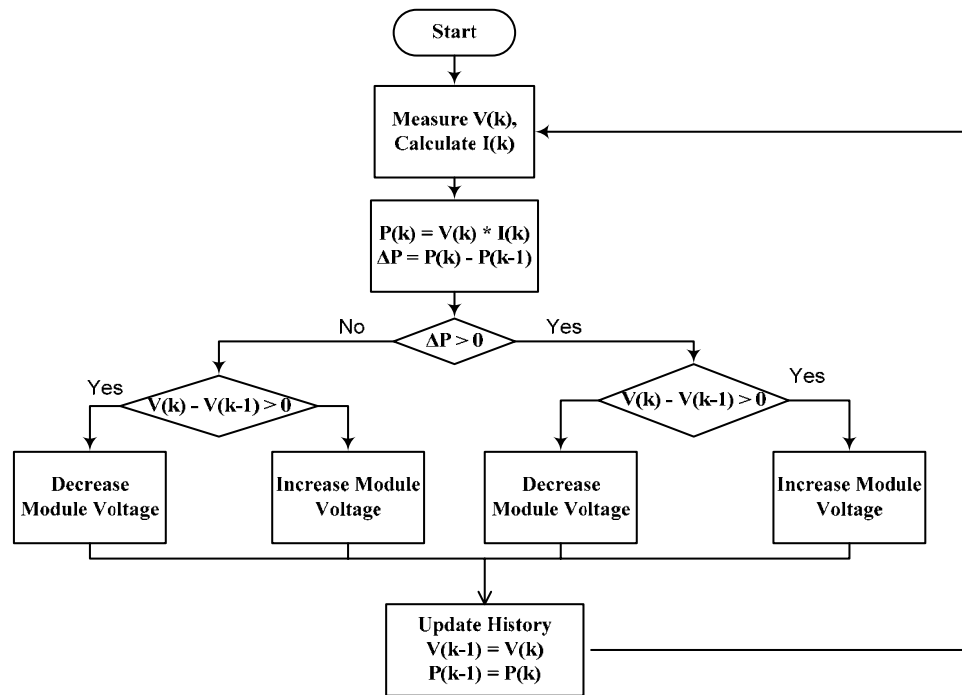 Start
Measure V(k),
Calculate I(k)
P(k) = V(k) * I(k)
ΔP = P(k) - P(k-1)
No
ΔP > 0
Yes
Yes
V(k) - V(k-1) > 0
V(k) - V(k-1) > 0
Yes
Decrease
Module Voltage
Increase Module
Voltage
Decrease
Module Voltage
Increase Module
Voltage
Update History
V(k-1) = V(k)
P(k-1) = P(k)